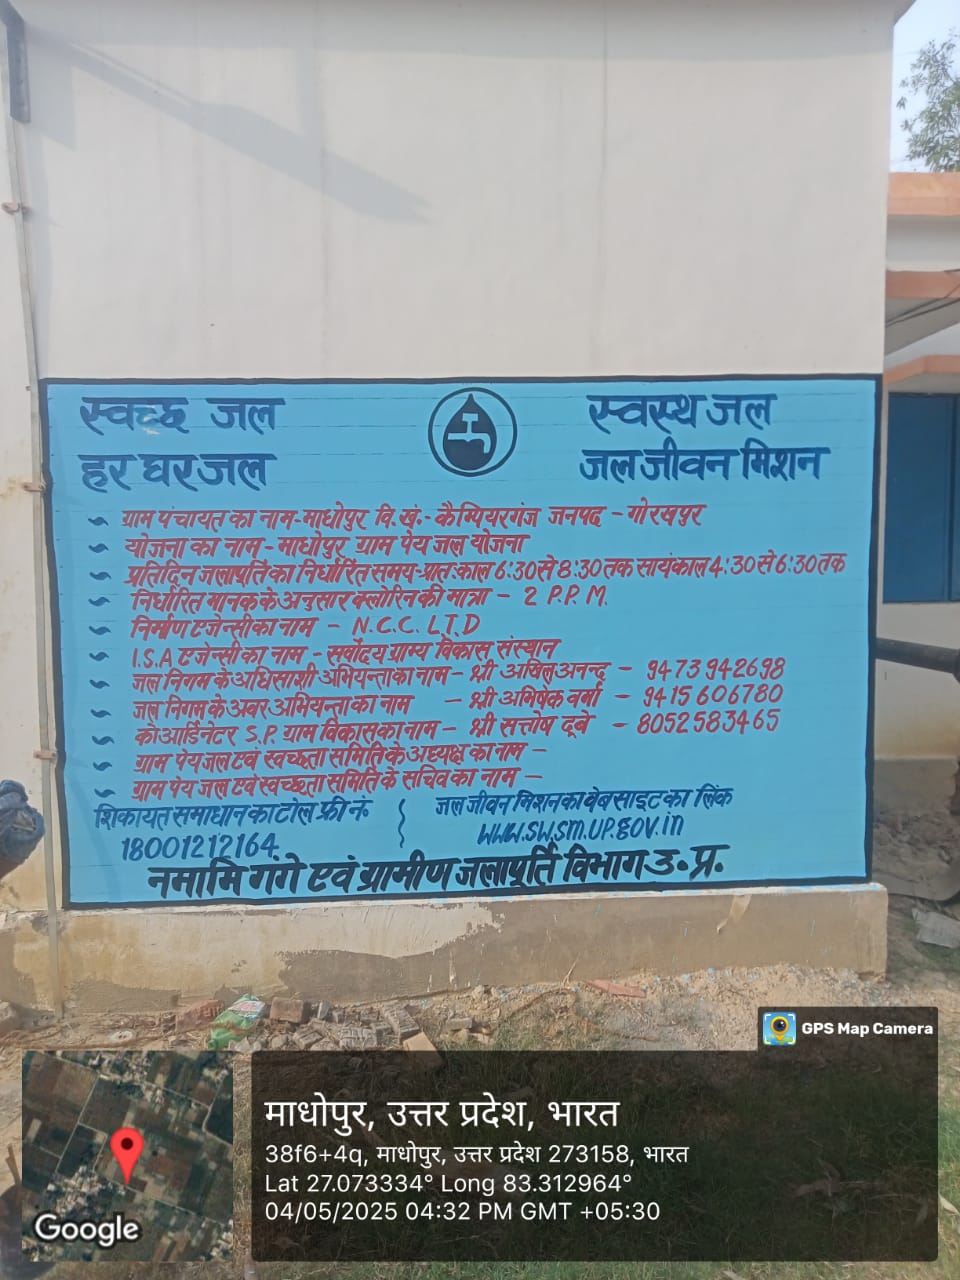 स्वच्छ जल
स्वस्थ जल
हर घर जल
जल जीवन मिशन
ग्राम पंचायत का नाम-माधोपुर वि.खं.- कैम्पियरगंज जनपद - गोरखपुर
योजना का नाम - माधोपुर ग्राम पेय जल योजना
प्रतिदिन जलापूर्ति का निर्धारित समय-प्रात:काल 6:30 से 8:30 तक सायंकाल 4:30 से 6:30 तक
निर्धारित मानक के अनुसार क्लोरिन की मात्रा - 2 P.P.M.
निर्माण एजेन्सी का नाम - N.C.C. LTD
I.S.A एजेन्सी का नाम - सर्वोदय ग्राम्य विकास संस्थान
जल निगम के अधिसाशी अभियन्ता का नाम - श्री अखिल आनन्द - 9473942698
जल निगम के अवर अभियन्ता का नाम - श्री अभिषेक वर्मा - 9415606780
कोआर्डिनेटर S.P. ग्राम विकास का नाम - श्री सत्तोष दूबे - 8052583465
ग्राम पेय जल एवं स्वच्छता समिति के अध्यक्ष का नाम -
ग्राम पेय जल एवं स्वच्छता समिति के सचिव का नाम -
शिकायत समाधान का टोल फ्री नं.
18001212164
जल जीवन मिशन का वेबसाइट का लिंक
www.swsm.up.gov.in
नमामि गंगे एवं ग्रामीण जलापूर्ति विभाग उ.प्र.
GPS Map Camera
माधोपुर, उत्तर प्रदेश, भारत
38f6+4q, माधोपुर, उत्तर प्रदेश 273158, भारत
Lat 27.073334° Long 83.312964°
04/05/2025 04:32 PM GMT +05:30
Google